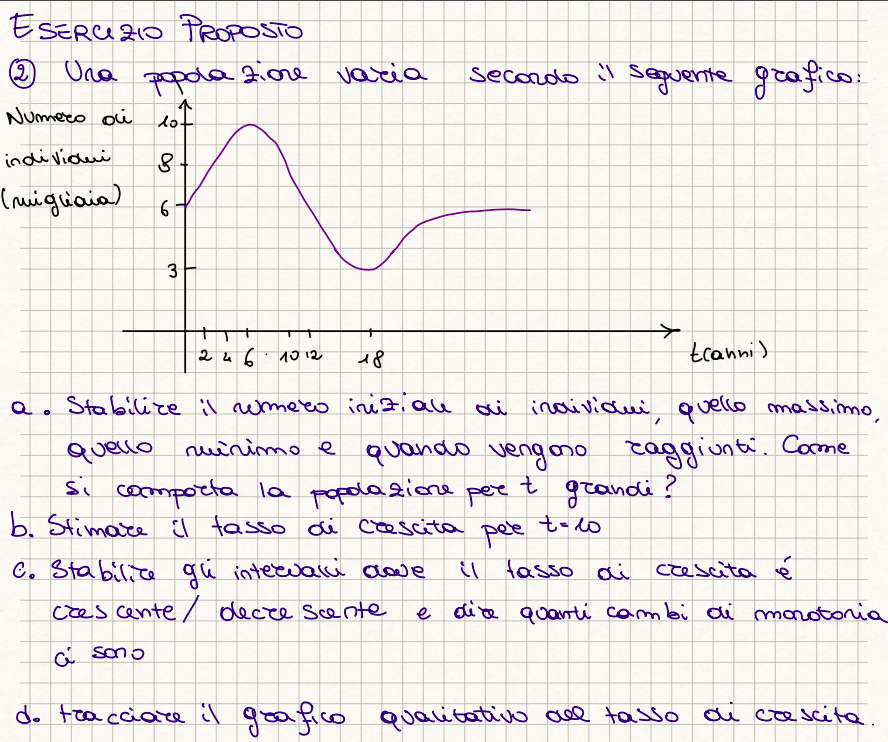 ESERCIZIO PROPOSTO
② Una popolazione varia secondo il seguente grafico:
Numero di
individui
(migliaia)
10
8
6
3
2 4 6 . 10 12 18
t(anni)
a. Stabilire il numero iniziale di individui, quello massimo,
quello minimo e quando vengono raggiunti. Come
si comporta la popolazione per t grandi?
b. Stimare il tasso di crescita per t=10
c. Stabilire gli intervalli dove il tasso di crescita é
crescente/ decrescente e dire quanti cambi di monotonia
ci sono
d. tracciare il grafico qualitativo del tasso di crescita.